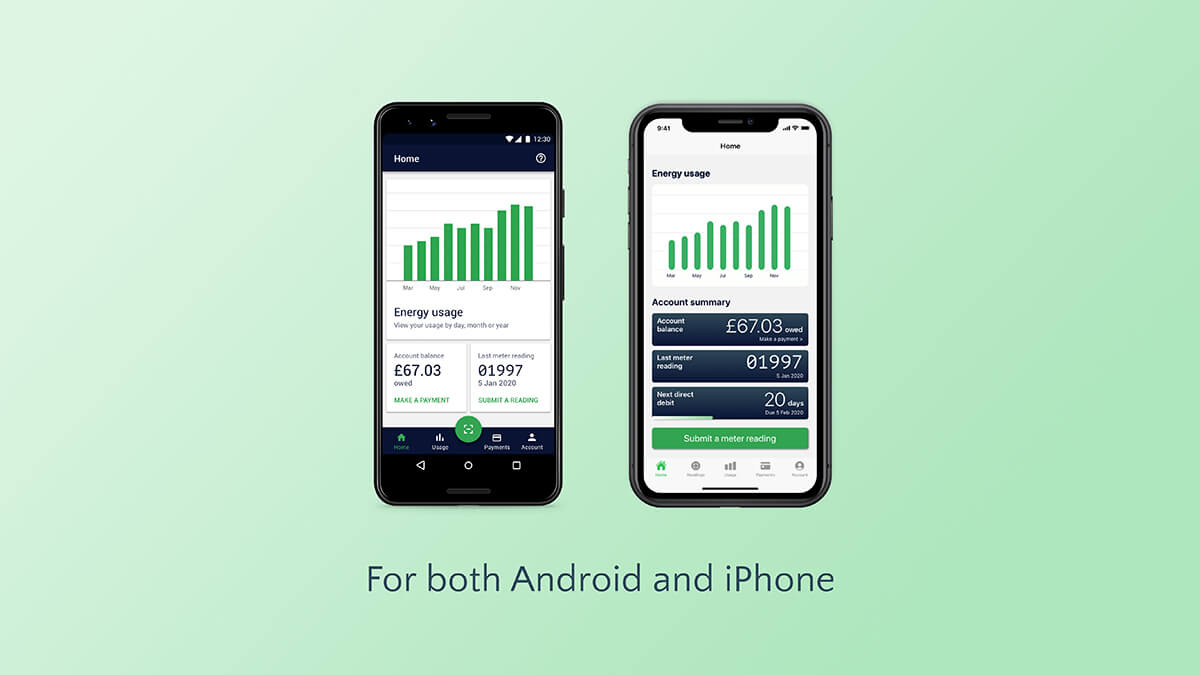 12:30
Home
Mar May Jul Sep Nov
Energy usage
View your usage by day, month or year
Account balance
£67.03
owed
MAKE A PAYMENT
Last meter reading
01997
5 Jan 2020
SUBMIT A READING
Home Usage Payments Account
9:41
Home
Energy usage
Mar May Jul Sep Nov
Account summary
Account
balance
£67.03 owed
Make a payment >
Last meter
reading
01997
5 Jan 2020
Next direct
debit
20 days
Due 5 Feb 2020
Submit a meter reading
Home Readings Usage Payments Account
For both Android and iPhone